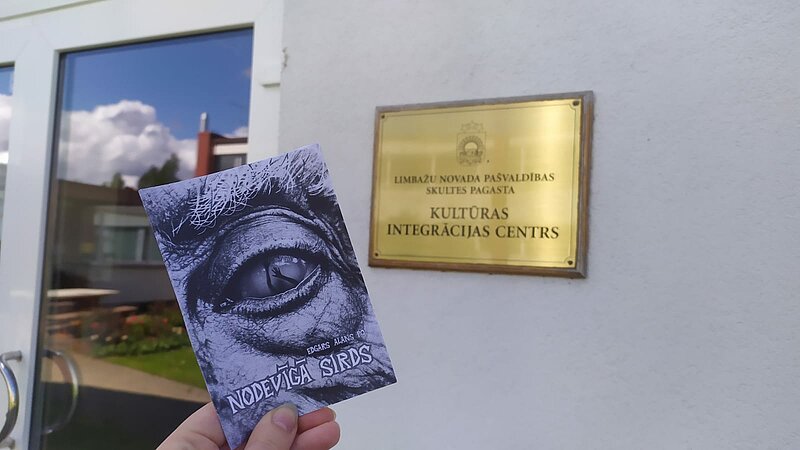 LIMBAŽU NOVADA PAŠVALDĪBAS
SKULTES PAGASTA
KULTŪRAS
INTEGRĀCIJAS CENTRS
EDGARS ALANS PO
NODEVĪGĀ SIRDS